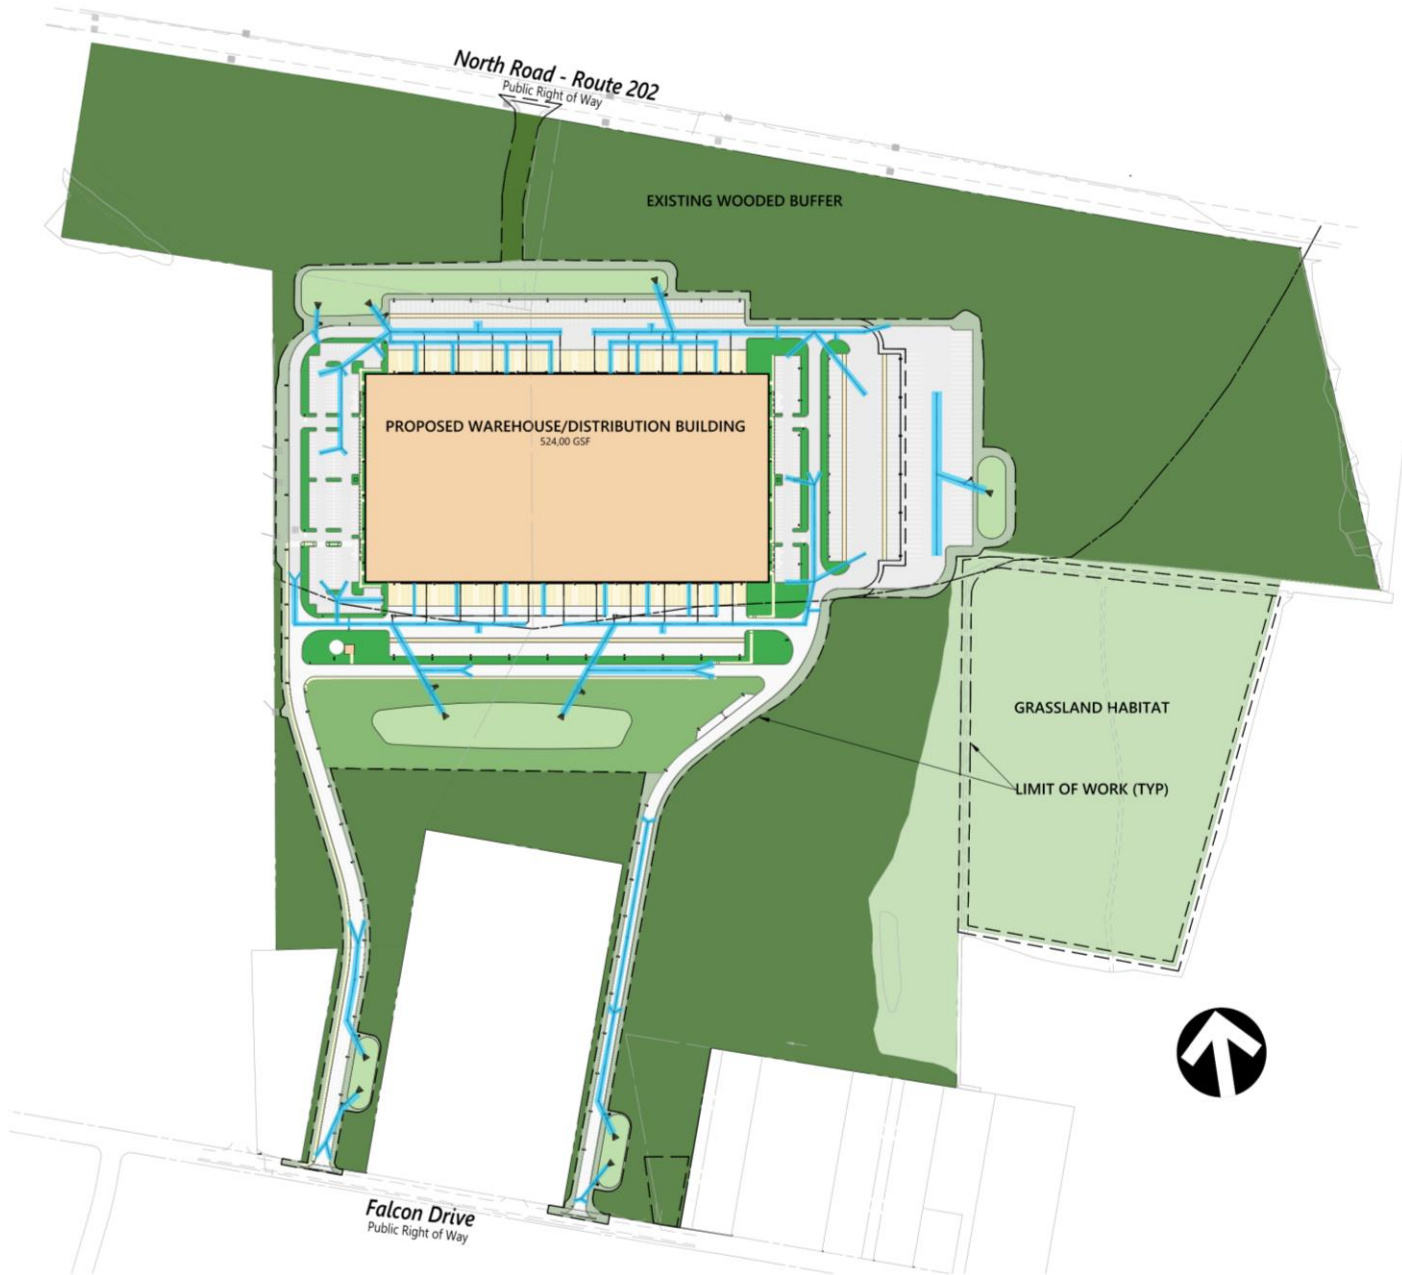 North Road - Route 202
Public Right of Way
EXISTING WOODED BUFFER
PROPOSED WAREHOUSE/DISTRIBUTION BUILDING
524,00 GSF
GRASSLAND HABITAT
LIMIT OF WORK (TYP)
Falcon Drive
Public Right of Way